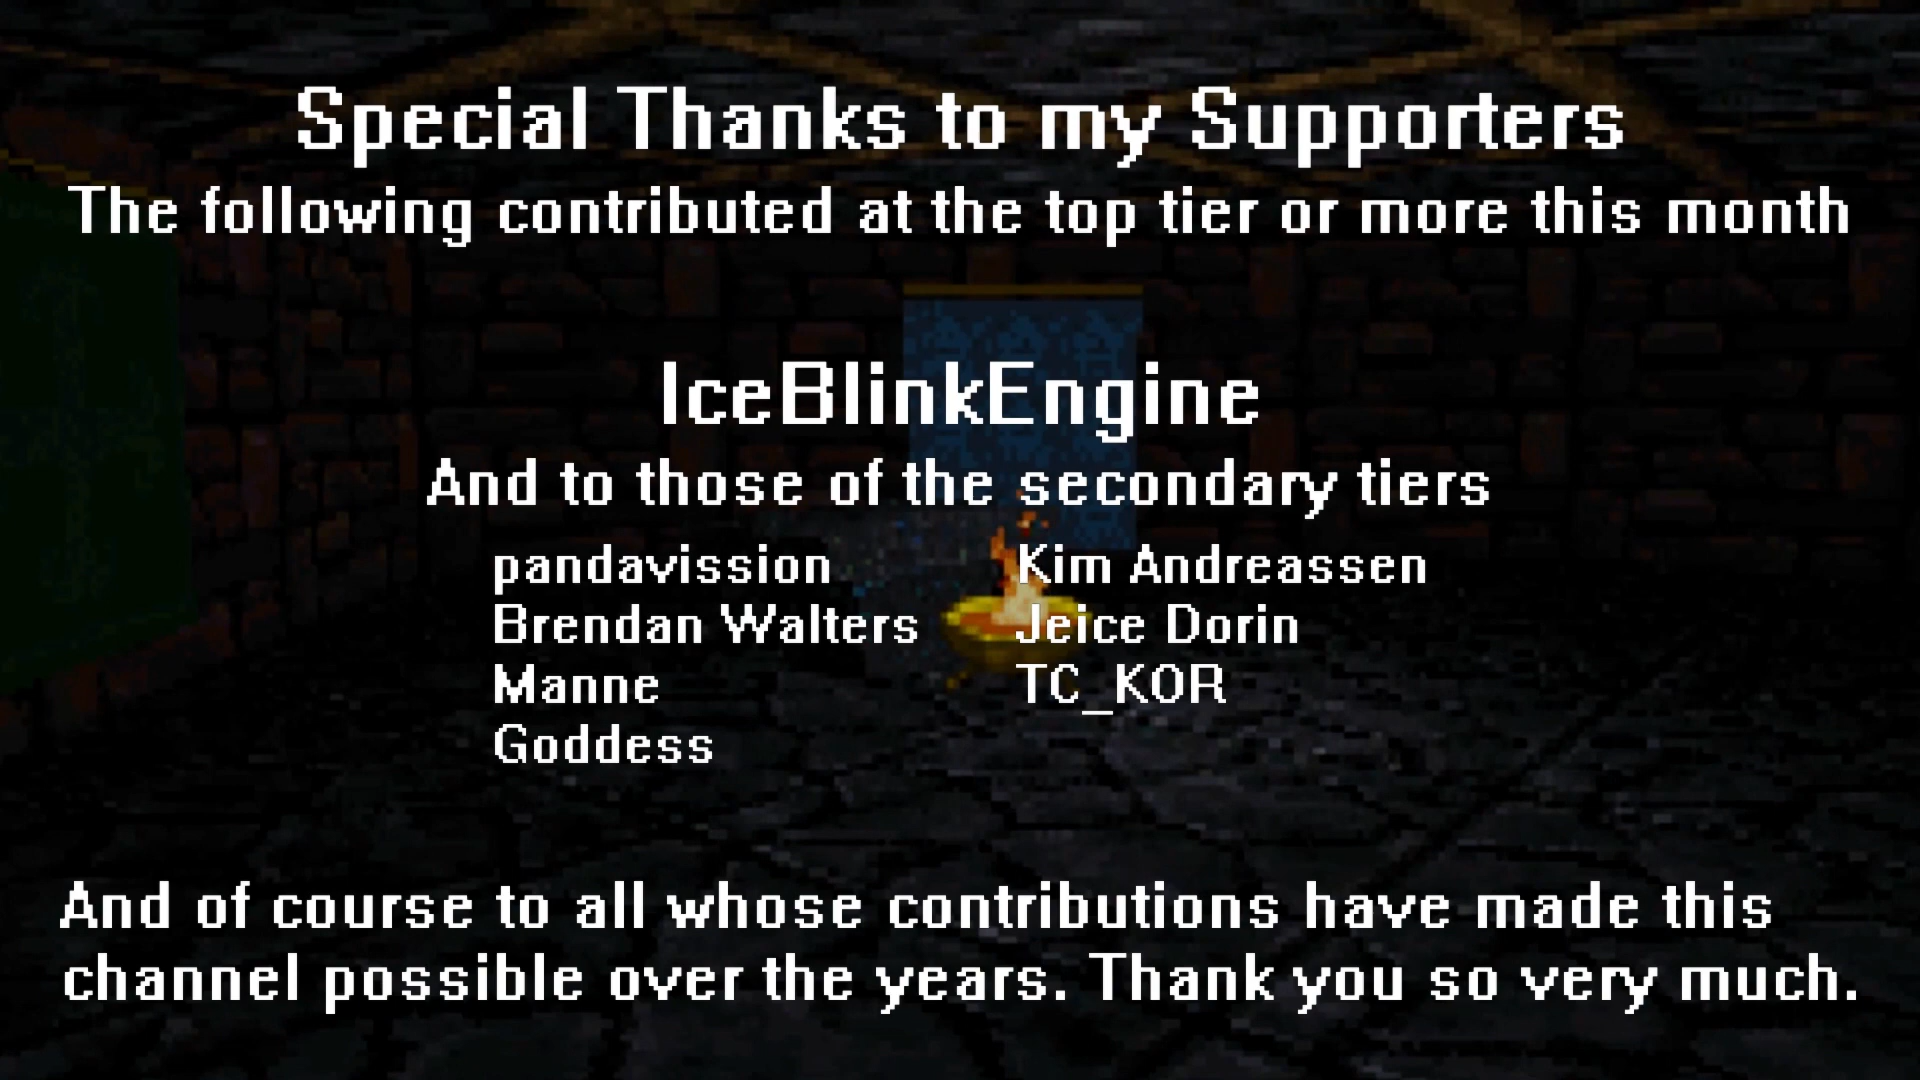 Special Thanks to my Supporters
The following contributed at the top tier or more this month
IceBlinkEngine
And to those of the secondary tiers
pandavission
Brendan Walters
Manne
Goddess
Kim Andreassen
Jeice Dorin
TC_KOR
And of course to all whose contributions have made this
channel possible over the years. Thank you so very much.